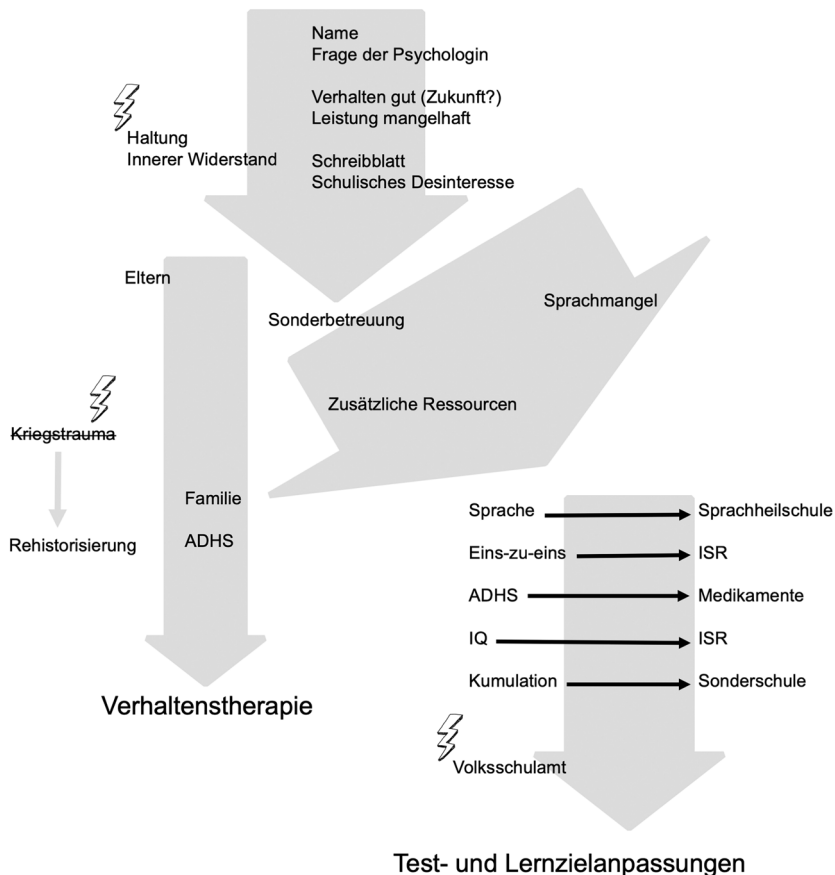 Name
Frage der Psychologin
Verhalten gut (Zukunft?)
Leistung mangelhaft
Haltung
Innerer Widerstand
Schreibblatt
Schulisches Desinteresse
Eltern
Sonderbetreuung
Sprachmangel
Zusätzliche Ressourcen
Kriegstrauma
Rehistorisierung
Familie
ADHS
Verhaltenstherapie
Sprache Sprachheilschule
Eins-zu-eins ISR
ADHS Medikamente
IQ ISR
Kumulation Sonderschule
Volksschulamt
Test- und Lernzielanpassungen